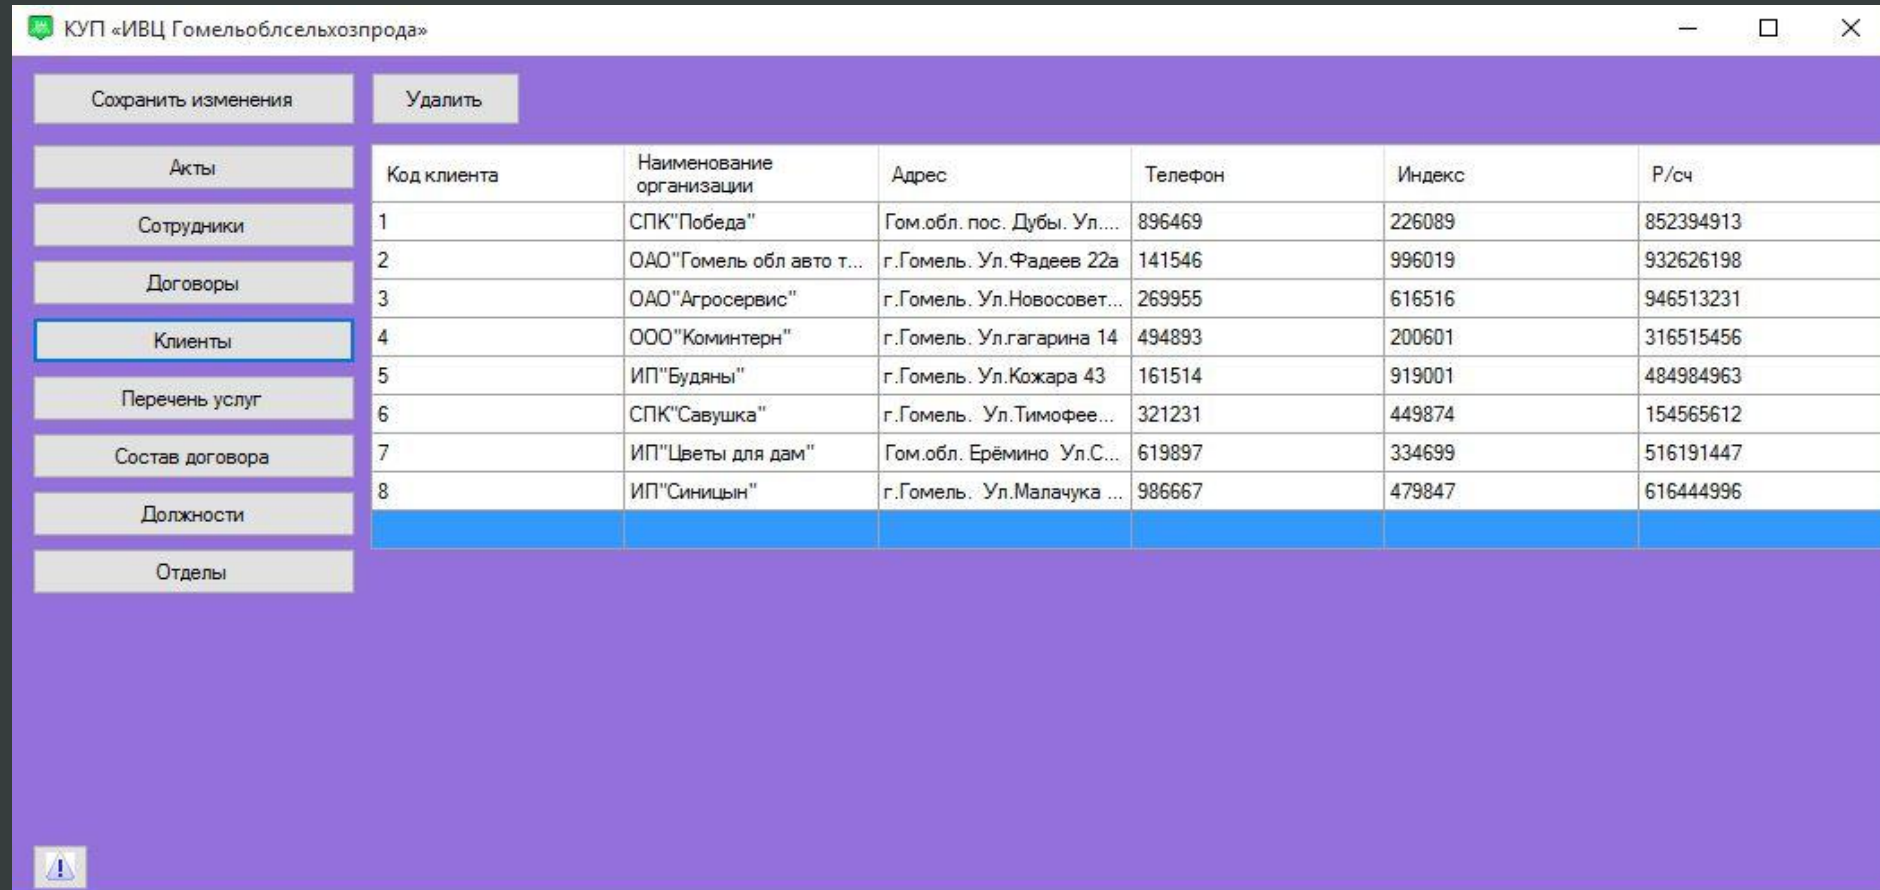 КУП «ИВЦ Гомельоблсельхозпрода»
Сохранить изменения
Удалить
Акты
Сотрудники
Договоры
Клиенты
Перечень услуг
Состав договора
Должности
Отделы
Код клиента Наименование организации Адрес Телефон Индекс Р/сч
1 СПК"Победа" Гом.обл. пос. Дубы. Ул.... 896469 226089 852394913
2 ОАО"Гомель обл авто т... г.Гомель. Ул.Фадеев 22а 141546 996019 932626198
3 ОАО"Агросервис" г.Гомель. Ул.Новосовет... 269955 616516 946513231
4 ООО"Коминтерн" г.Гомель. Ул.гагарина 14 494893 200601 316515456
5 ИП"Будяны" г.Гомель. Ул.Кожара 43 161514 919001 484984963
6 СПК"Савушка" г.Гомель. Ул.Тимофее... 321231 449874 154565612
7 ИП"Цветы для дам" Гом.обл. Ерёмино Ул.С... 619897 334699 516191447
8 ИП"Синицын" г.Гомель. Ул.Малачука ... 986667 479847 616444996